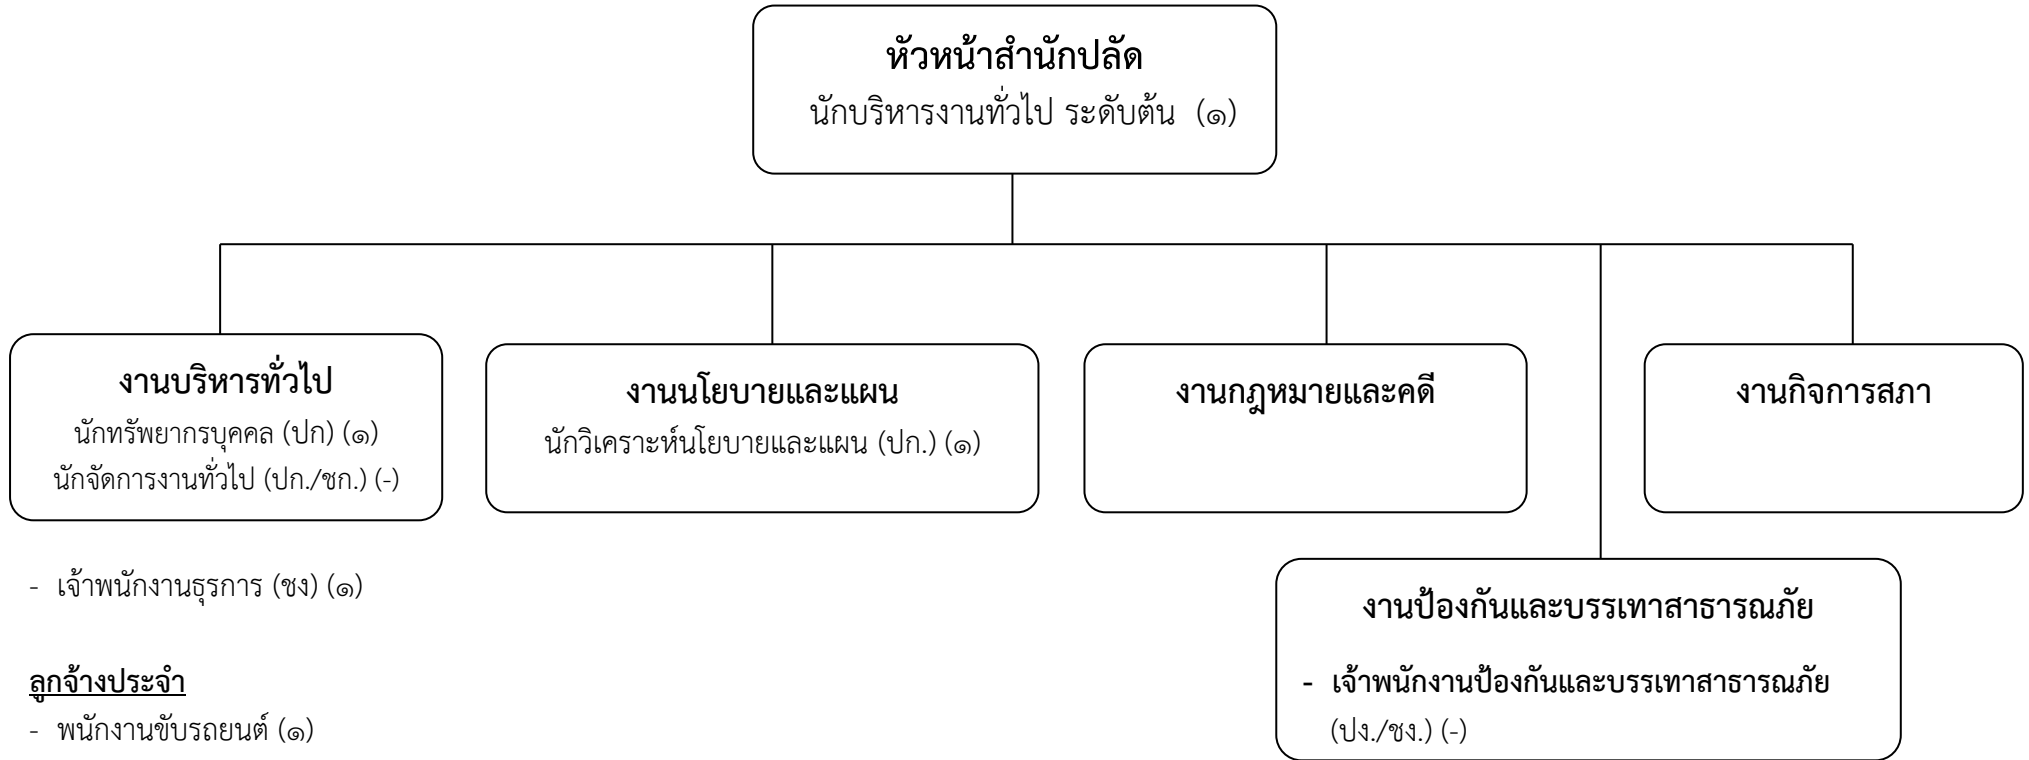 หัวหน้าสำนักปลัด
นักบริหารงานทั่วไป ระดับต้น (๑)
งานบริหารทั่วไป
นักทรัพยากรบุคคล (ปก) (๑)
นักจัดการงานทั่วไป (ปก./ชก.) (-)
งานนโยบายและแผน
นักวิเคราะห์นโยบายและแผน (ปก.) (๑)
งานกฎหมายและคดี
งานกิจการสภา
- เจ้าพนักงานธุรการ (ชง) (๑)
ลูกจ้างประจำ
- พนักงานขับรถยนต์ (๑)
งานป้องกันและบรรเทาสาธารณภัย
- เจ้าพนักงานป้องกันและบรรเทาสาธารณภัย
(ปง./ชง.) (-)